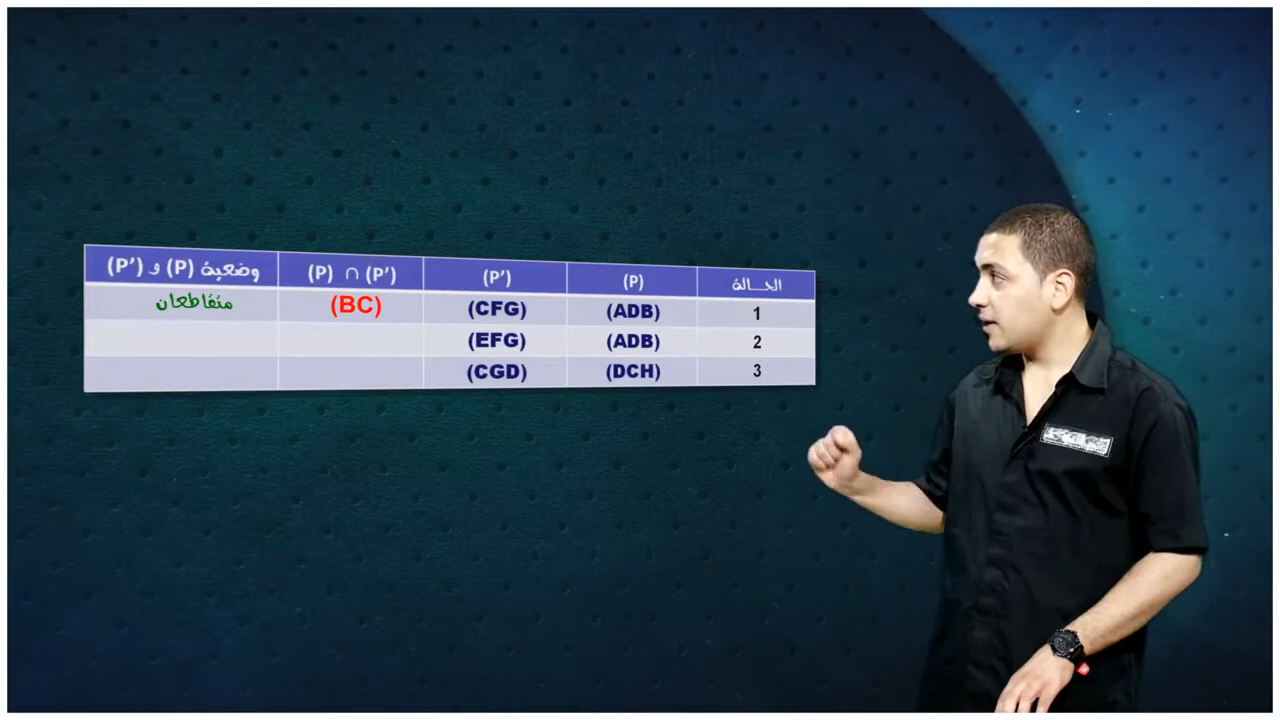 الحالة (P) (P') (P) ∩ (P') وضعية (P) و (P')
1 (ADB) (CFG) (BC) متقاطعان
2 (ADB) (EFG)
3 (DCH) (CGD)